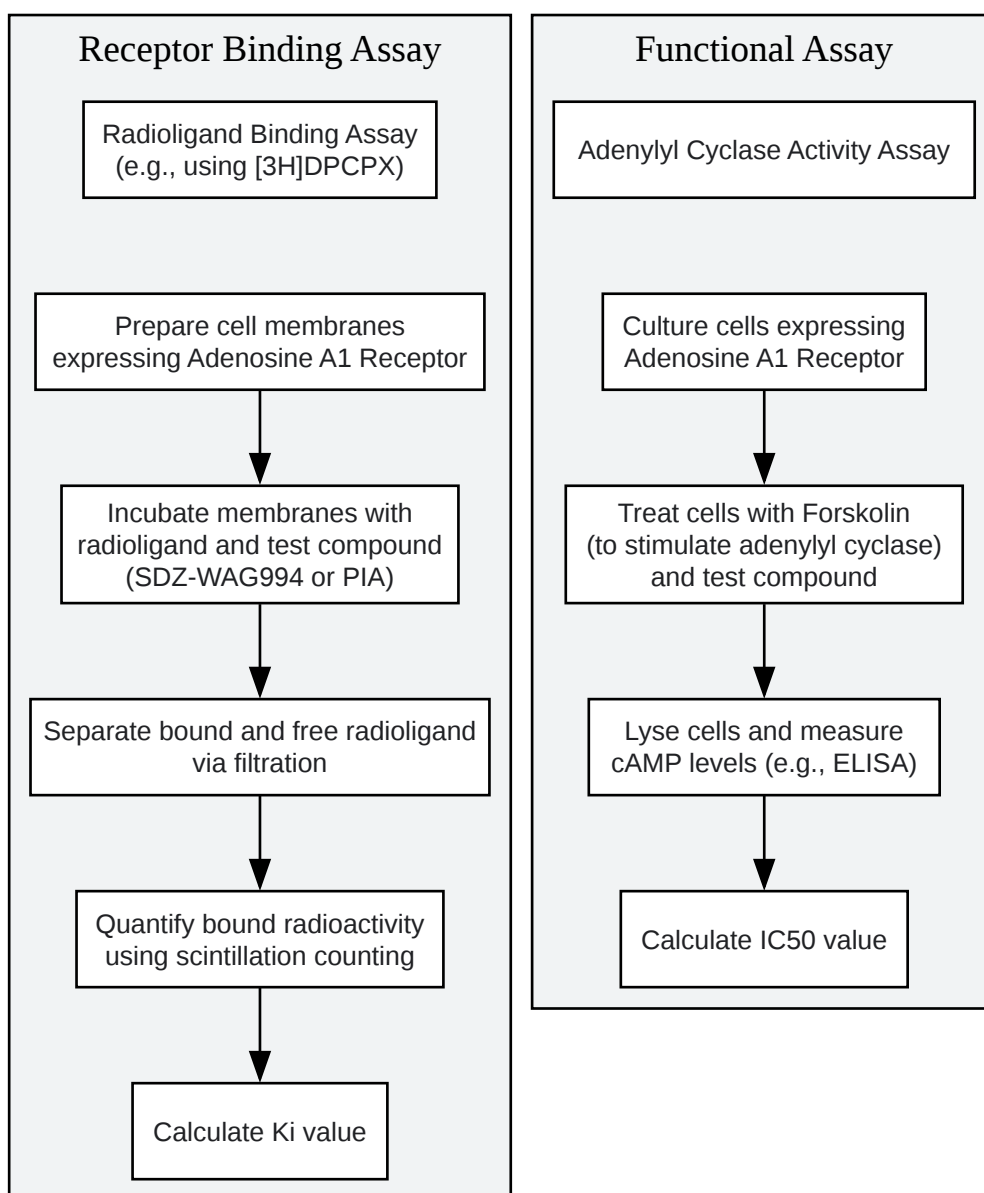 Receptor Binding Assay
Radioligand Binding Assay
(e.g., using [3H]DPCPX)
Prepare cell membranes
expressing Adenosine A1 Receptor
Incubate membranes with
radioligand and test compound
(SDZ-WAG994 or PIA)
Separate bound and free radioligand
via filtration
Quantify bound radioactivity
using scintillation counting
Calculate Ki value
Functional Assay
Adenylyl Cyclase Activity Assay
Culture cells expressing
Adenosine A1 Receptor
Treat cells with Forskolin
(to stimulate adenylyl cyclase)
and test compound
Lyse cells and measure
cAMP levels (e.g., ELISA)
Calculate IC50 value